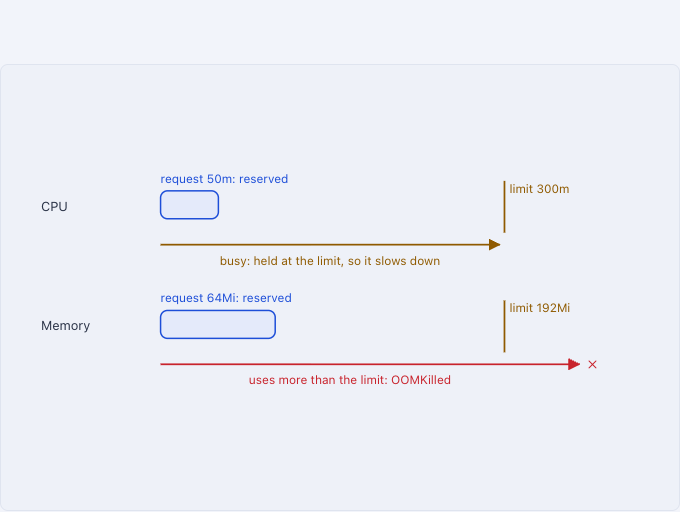 request 50m: reserved
limit 300m
CPU
busy: held at the limit, so it slows down
request 64Mi: reserved
limit 192Mi
Memory
uses more than the limit: OOMKilled